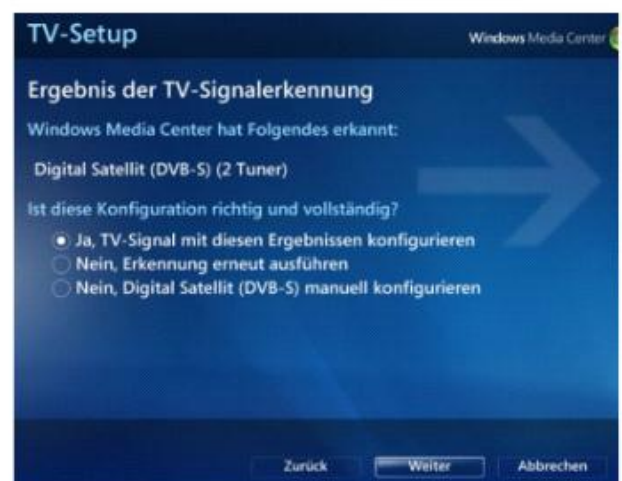 TV-Setup
Windows Media Center
Ergebnis der TV-Signalerkennung
Windows Media Center hat Folgendes erkannt:
Digital Satellit (DVB-S) (2 Tuner)
Ist diese Konfiguration richtig und vollständig?
Ja, TV-Signal mit diesen Ergebnissen konfigurieren
Nein, Erkennung erneut ausführen
Nein, Digital Satellit (DVB-S) manuell konfigurieren
Zurück
Weiter
Abbrechen